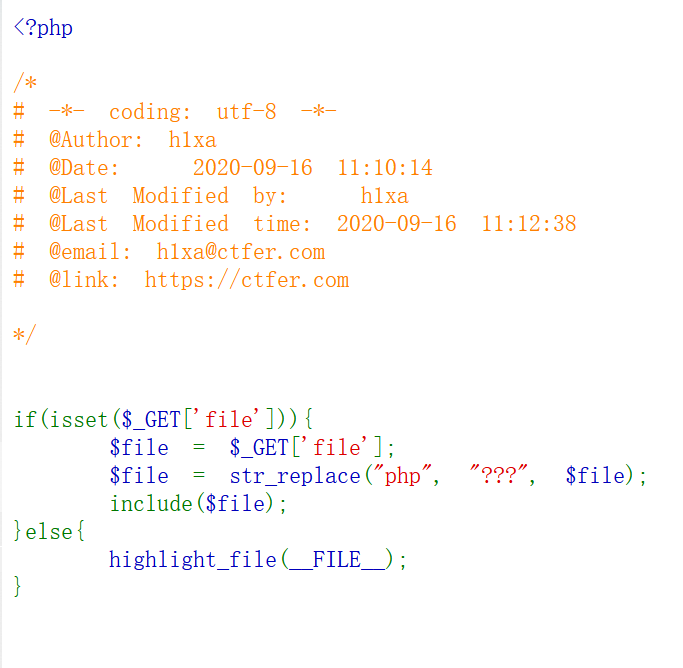 <?php
/*
# -*- coding: utf-8 -*-
# @Author: h1xa
# @Date:   2020-09-16 11:10:14
# @Last Modified by:   h1xa
# @Last Modified time: 2020-09-16 11:12:38
# @email: h1xa@ctfer.com
# @link: https://ctfer.com
*/
if(isset($_GET['file'])){
    $file = $_GET['file'];
    $file = str_replace("php", "???", $file);
    include($file);
}else{
    highlight_file(__FILE__);
}